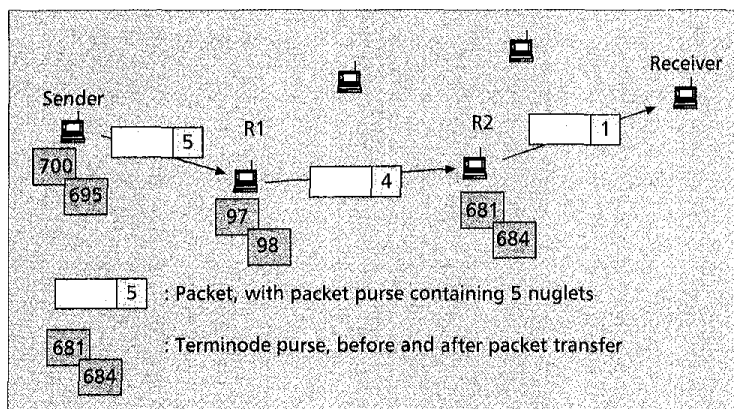 Receiver
Sender
R1
R2
5
1
4
700
695
97
98
681
684
5 : Packet, with packet purse containing 5 nuglets
681
684 : Terminode purse, before and after packet transfer